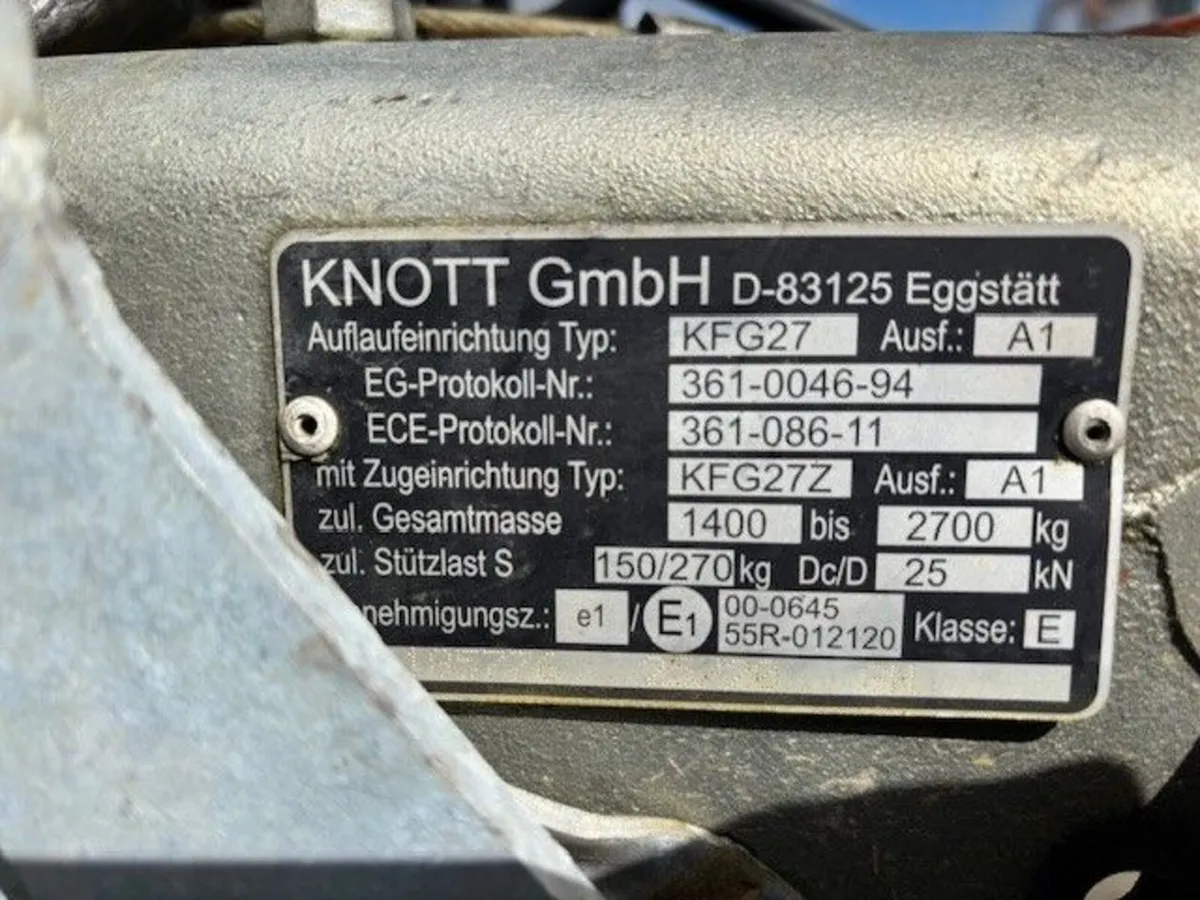 KNOTT GmbH D-83125 Eggstätt
Auflaufeinrichtung Typ: KFG27 Ausf.: A1
EG-Protokoll-Nr.: 361-0046-94
ECE-Protokoll-Nr.: 361-086-11
mit Zugeinrichtung Typ: KFG27Z Ausf.: A1
zul. Gesamtmasse 1400 bis 2700 kg
zul. Stützlast S 150/270 kg Dc/D 25 kN
nehmigungsz.: e1 / E1 00-0645
55R-012120 Klasse: E